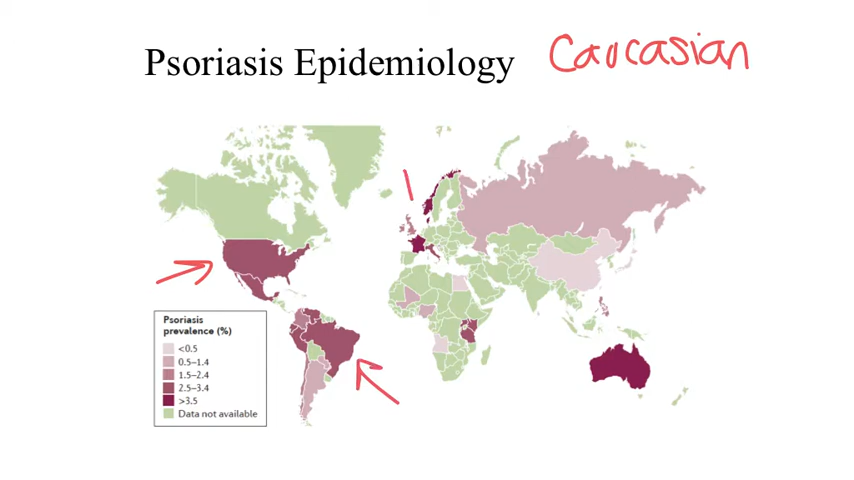 Psoriasis Epidemiology Caucasian
Psoriasis
prevalence (%)
<0.5
0.5–1.4
1.5–2.4
2.5–3.4
>3.5
Data not available